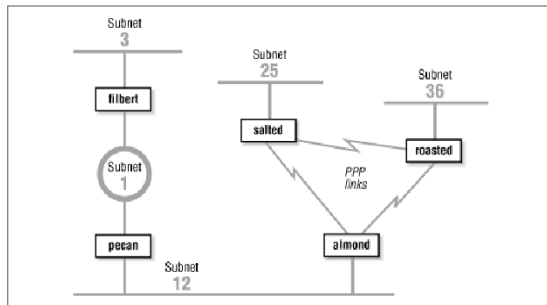 Subnet
3
filbert
Subnet
1
pecan
Subnet
12
Subnet
25
salted
Subnet
36
roasted
PPP
links
almond